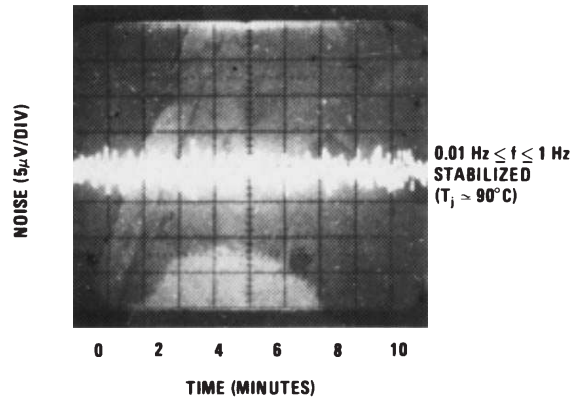 NOISE (5μV/DIV)
0.01 Hz ≤ f ≤ 1 Hz
STABILIZED
(Tj ≃ 90°C)
0 2 4 6 8 10
TIME (MINUTES)